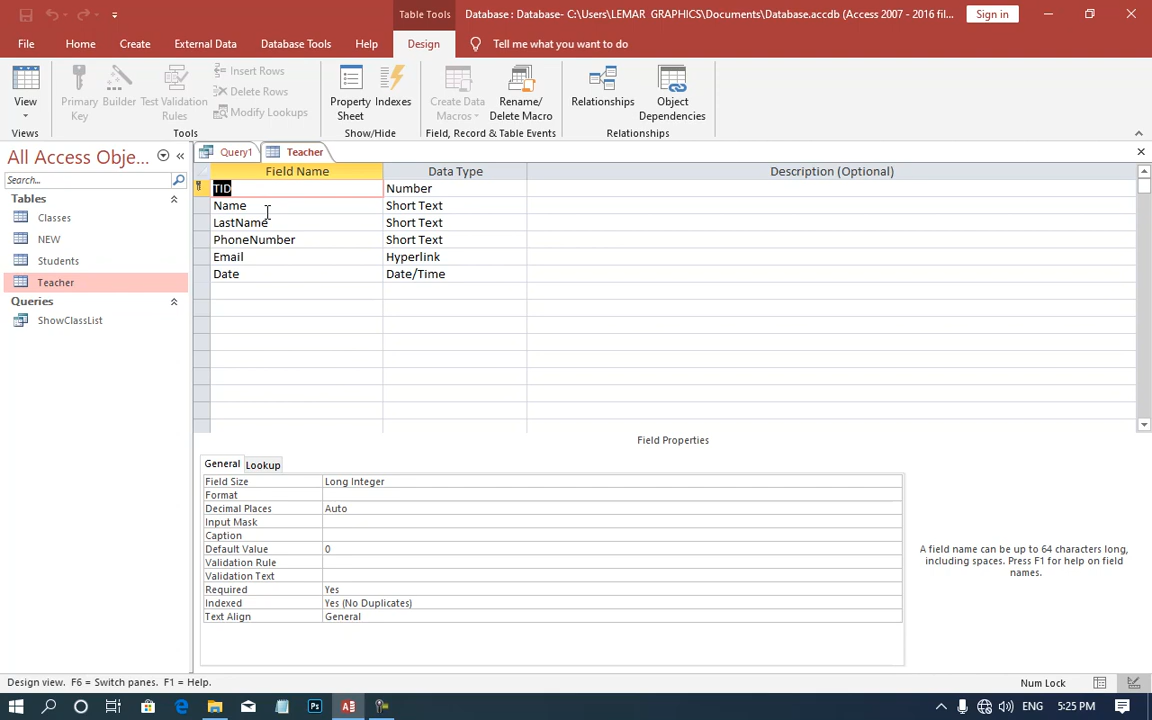 Table Tools
Database : Database- C:\Users\LEMAR GRAPHICS\Documents\Database.accdb (Access 2007 - 2016 fil...
Sign in
File
Home
Create
External Data
Database Tools
Help
Design
Tell me what you want to do
View
Primary Key
Builder
Test Validation Rules
Insert Rows
Delete Rows
Modify Lookups
Property Sheet
Indexes
Create Data Macros
Rename/ Delete Macro
Relationships
Object Dependencies
Views
Tools
Show/Hide
Field, Record & Table Events
Relationships
All Access Obje...
Search...
Tables
Classes
NEW
Students
Teacher
Queries
ShowClassList
Query1
Teacher
Field Name
Data Type
Description (Optional)
TID Number
Name Short Text
LastName Short Text
PhoneNumber Short Text
Email Hyperlink
Date Date/Time
Field Properties
General
Lookup
Field Size Long Integer
Format
Decimal Places Auto
Input Mask
Caption
Default Value 0
Validation Rule
Validation Text
Required Yes
Indexed Yes (No Duplicates)
Text Align General
A field name can be up to 64 characters long,
including spaces. Press F1 for help on field
names.
Design view. F6 = Switch panes. F1 = Help.
Num Lock
ENG
5:25 PM